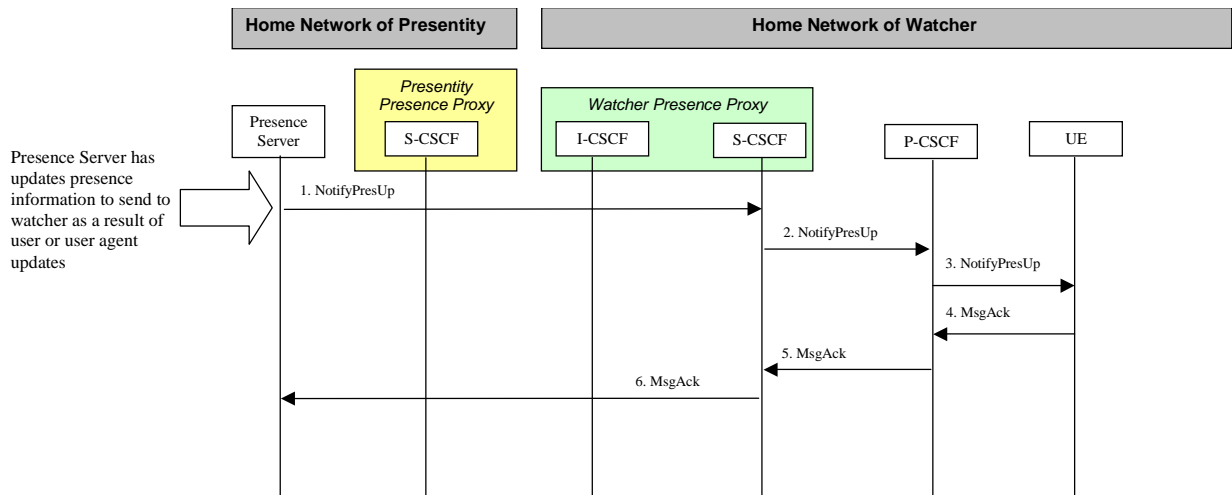 Home Network of Presentity
Home Network of Watcher
Presentity
Presence Proxy
Watcher Presence Proxy
Presence
Server
S-CSCF
I-CSCF
S-CSCF
P-CSCF
UE
Presence Server has
updates presence
information to send to
watcher as a result of
user or user agent
updates
1. NotifyPresUp
2. NotifyPresUp
3. NotifyPresUp
4. MsgAck
5. MsgAck
6. MsgAck